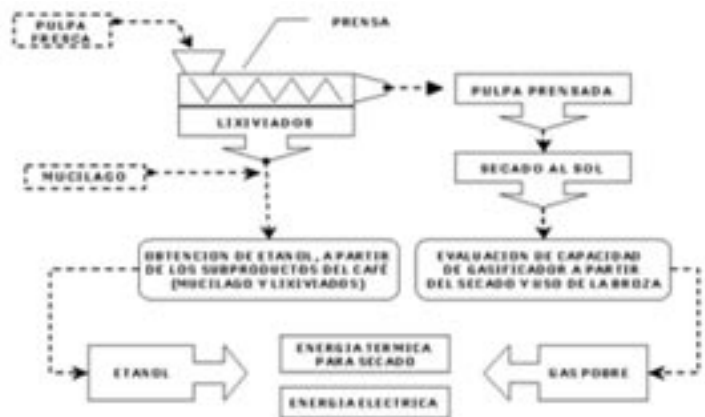 PULPA
FRESCA
PRENSA
LIXIVIADOS
PULPA PRENSADA
MUCILAGO
SECADO AL SOL
OBTENCION DE ETANOL, A PARTIR
DE LOS SUBPRODUCTOS DEL CAFÉ
(MUCILAGO Y LIXIVIADOS)
EVALUACION DE CAPACIDAD
DE GASIFICADOR A PARTIR
DEL SECADO Y USO DE LA BROZA
ETANOL
ENERGIA TERMICA
PARA SECADO
ENERGIA ELECTRICA
GAS POBRE